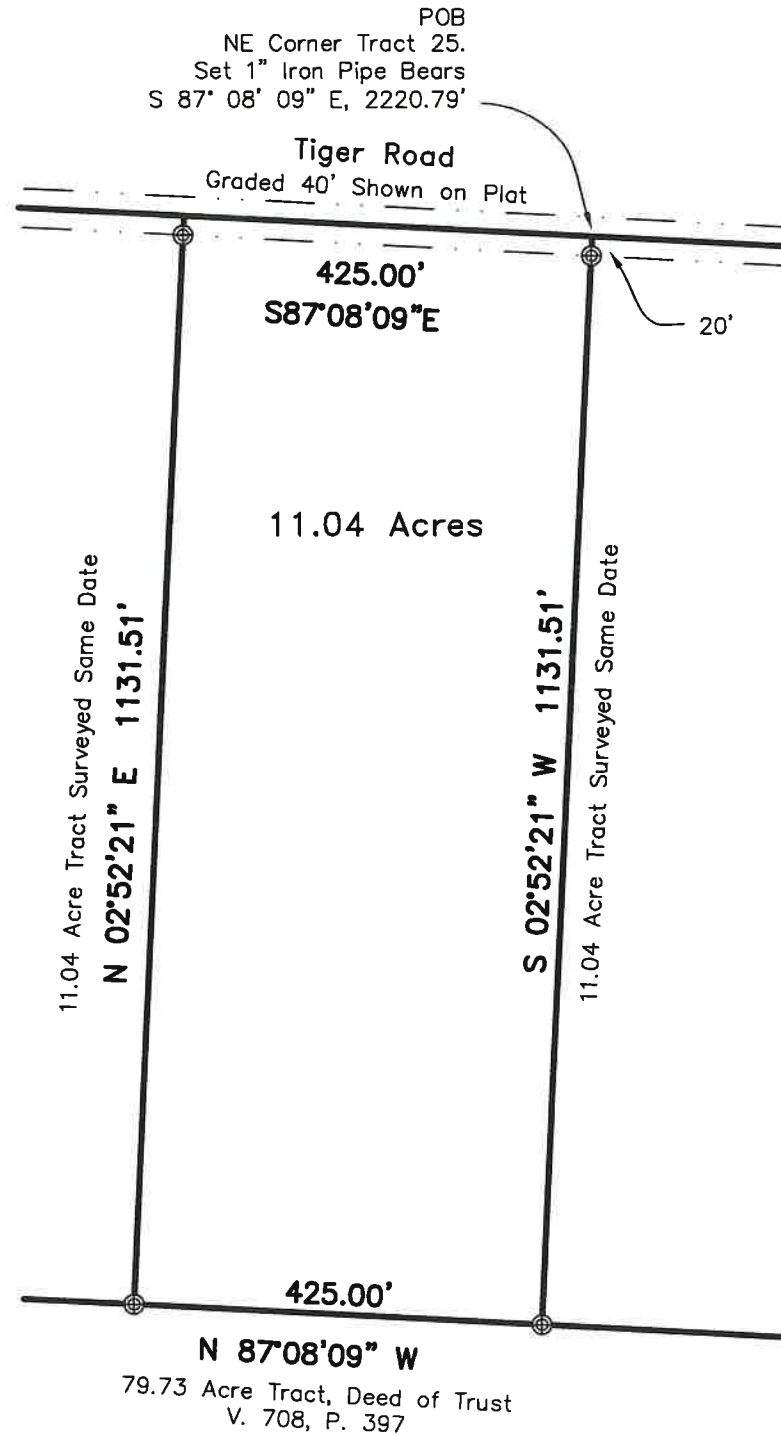 POB
NE Corner Tract 25.
Set 1" Iron Pipe Bears
S 87° 08' 09" E, 2220.79'
Tiger Road
Graded 40' Shown on Plat
425.00'
S87°08'09"E
20'
11.04 Acres
11.04 Acre Tract Surveyed Same Date
N 02°52'21" E 1131.51'
S 02°52'21" W 1131.51'
11.04 Acre Tract Surveyed Same Date
425.00'
N 87°08'09" W
79.73 Acre Tract, Deed of Trust
V. 708, P. 397